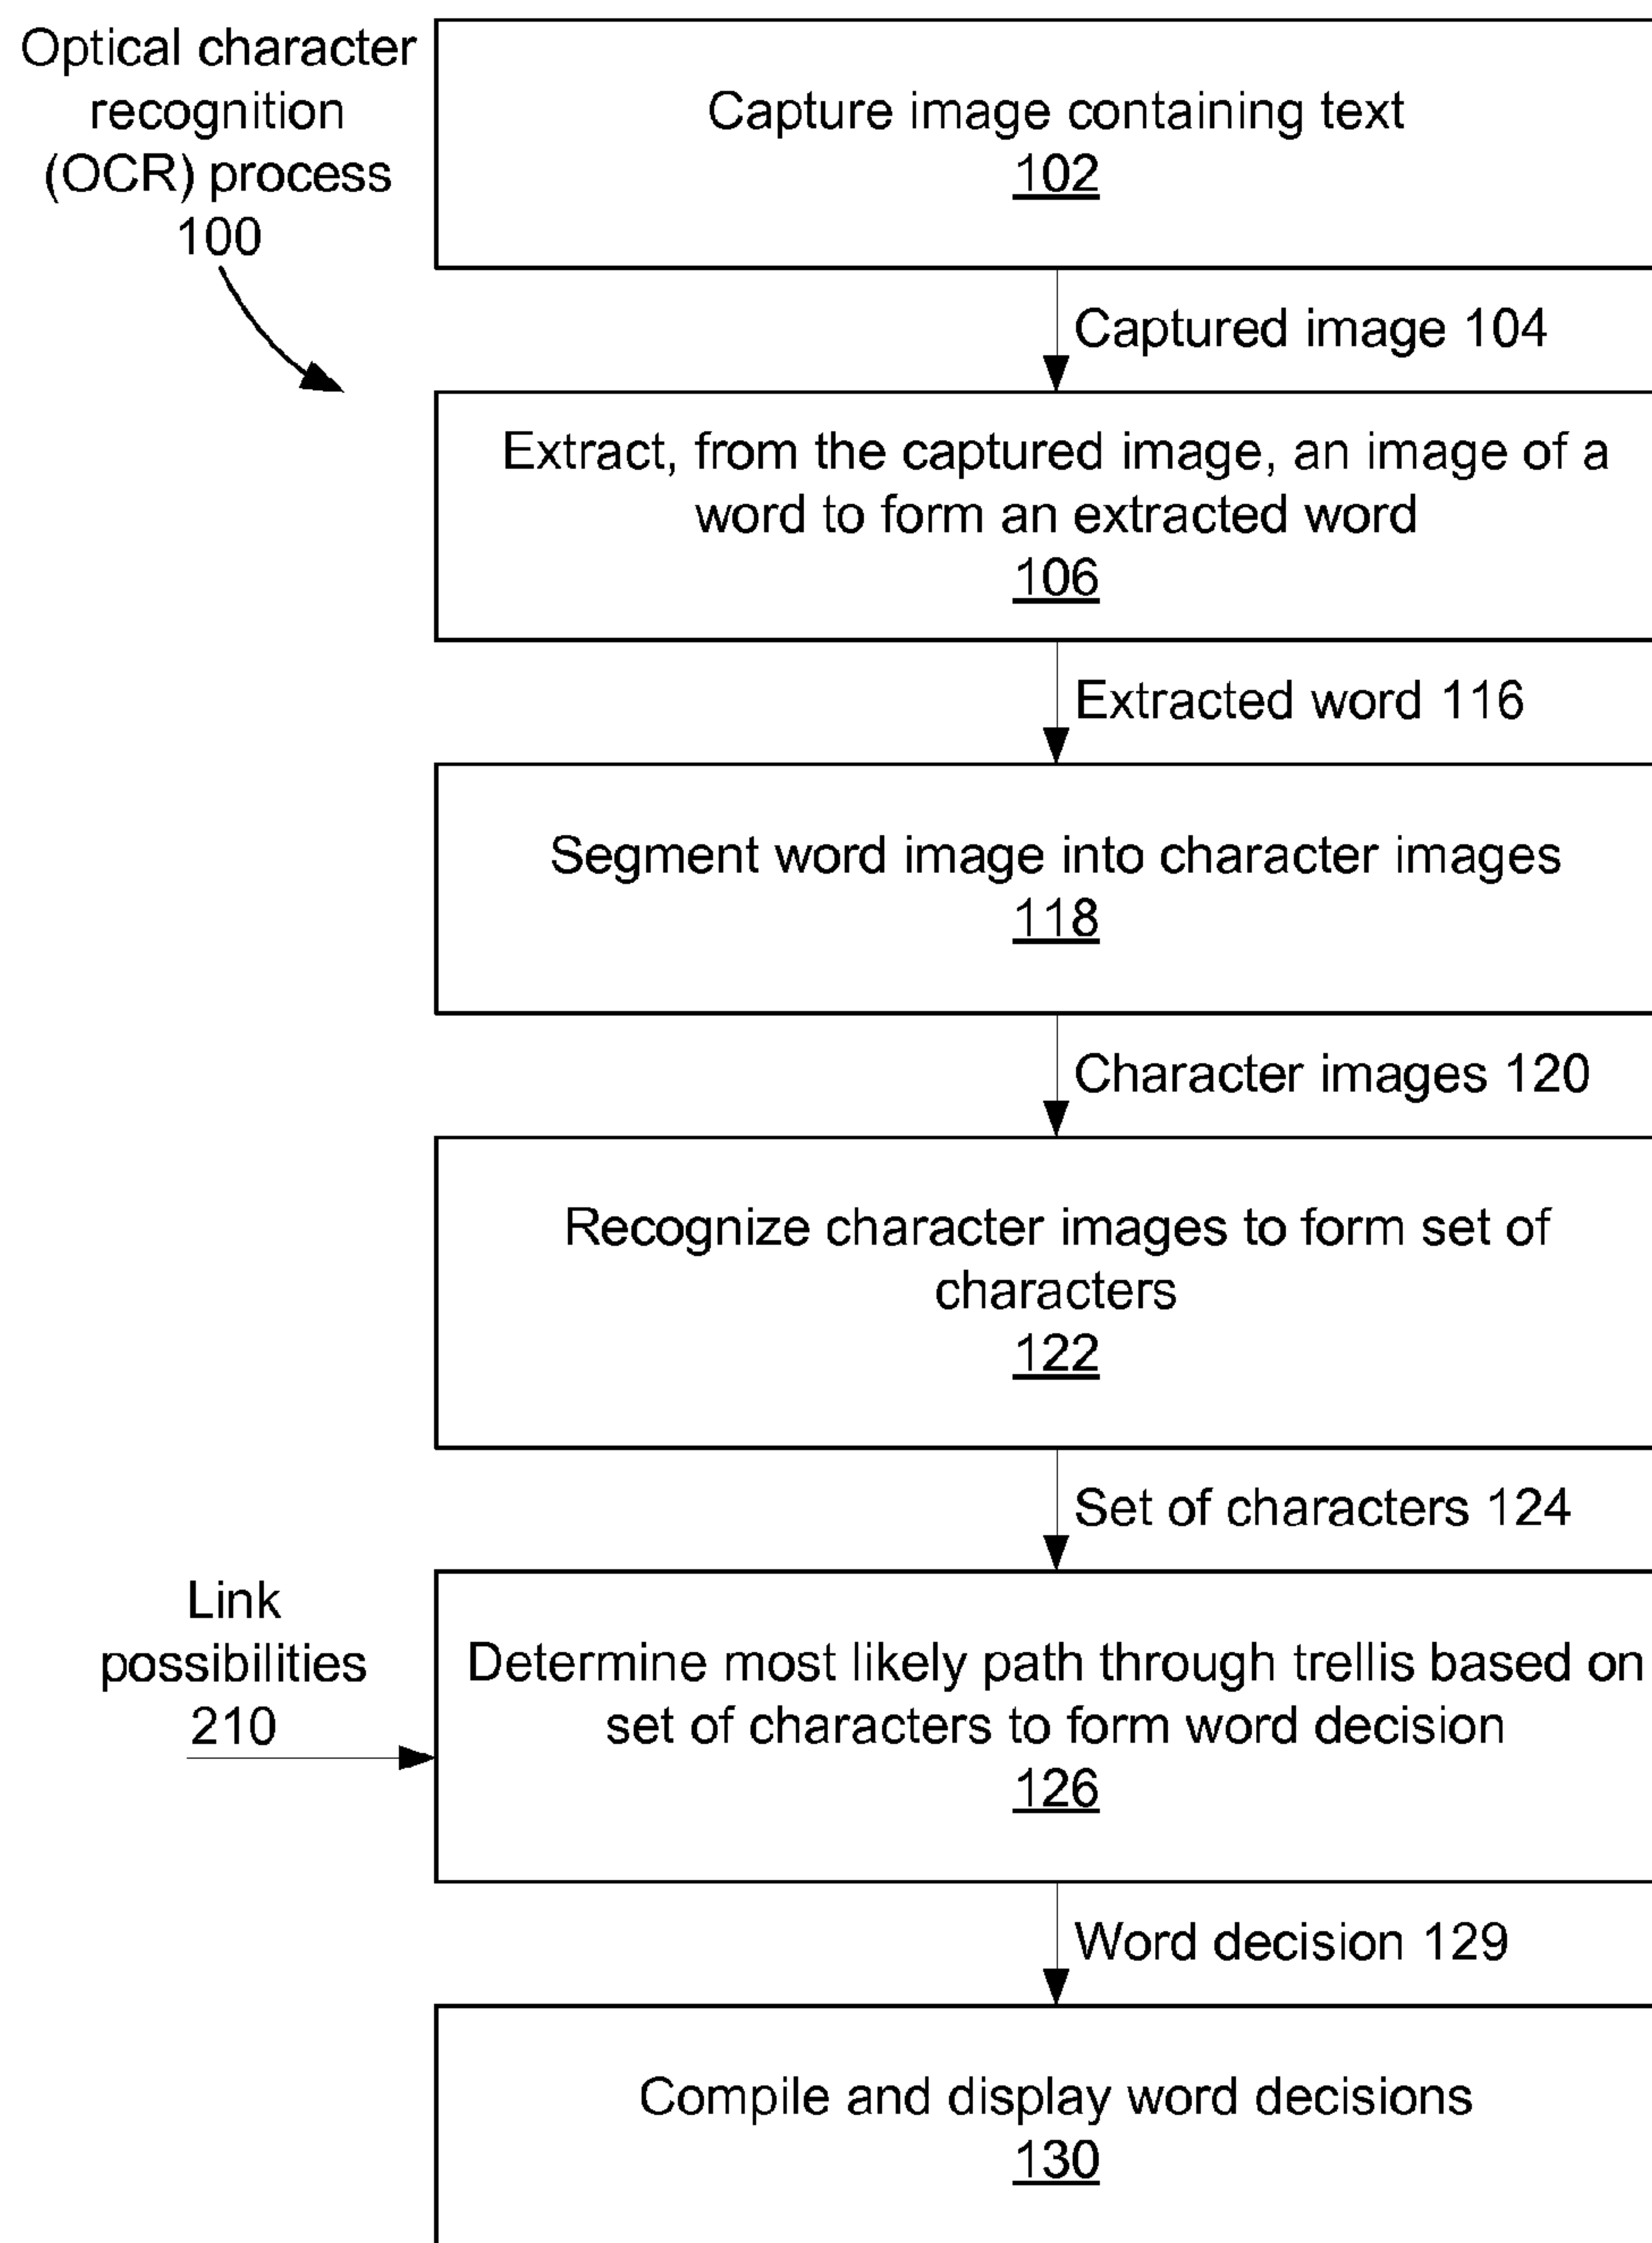 Optical character
recognition
(OCR) process
100
Capture image containing text
102
Captured image 104
Extract, from the captured image, an image of a
word to form an extracted word
106
Extracted word 116
Segment word image into character images
118
Character images 120
Recognize character images to form set of
characters
122
Set of characters 124
Link
possibilities
210
Determine most likely path through trellis based on
set of characters to form word decision
126
Word decision 129
Compile and display word decisions
130